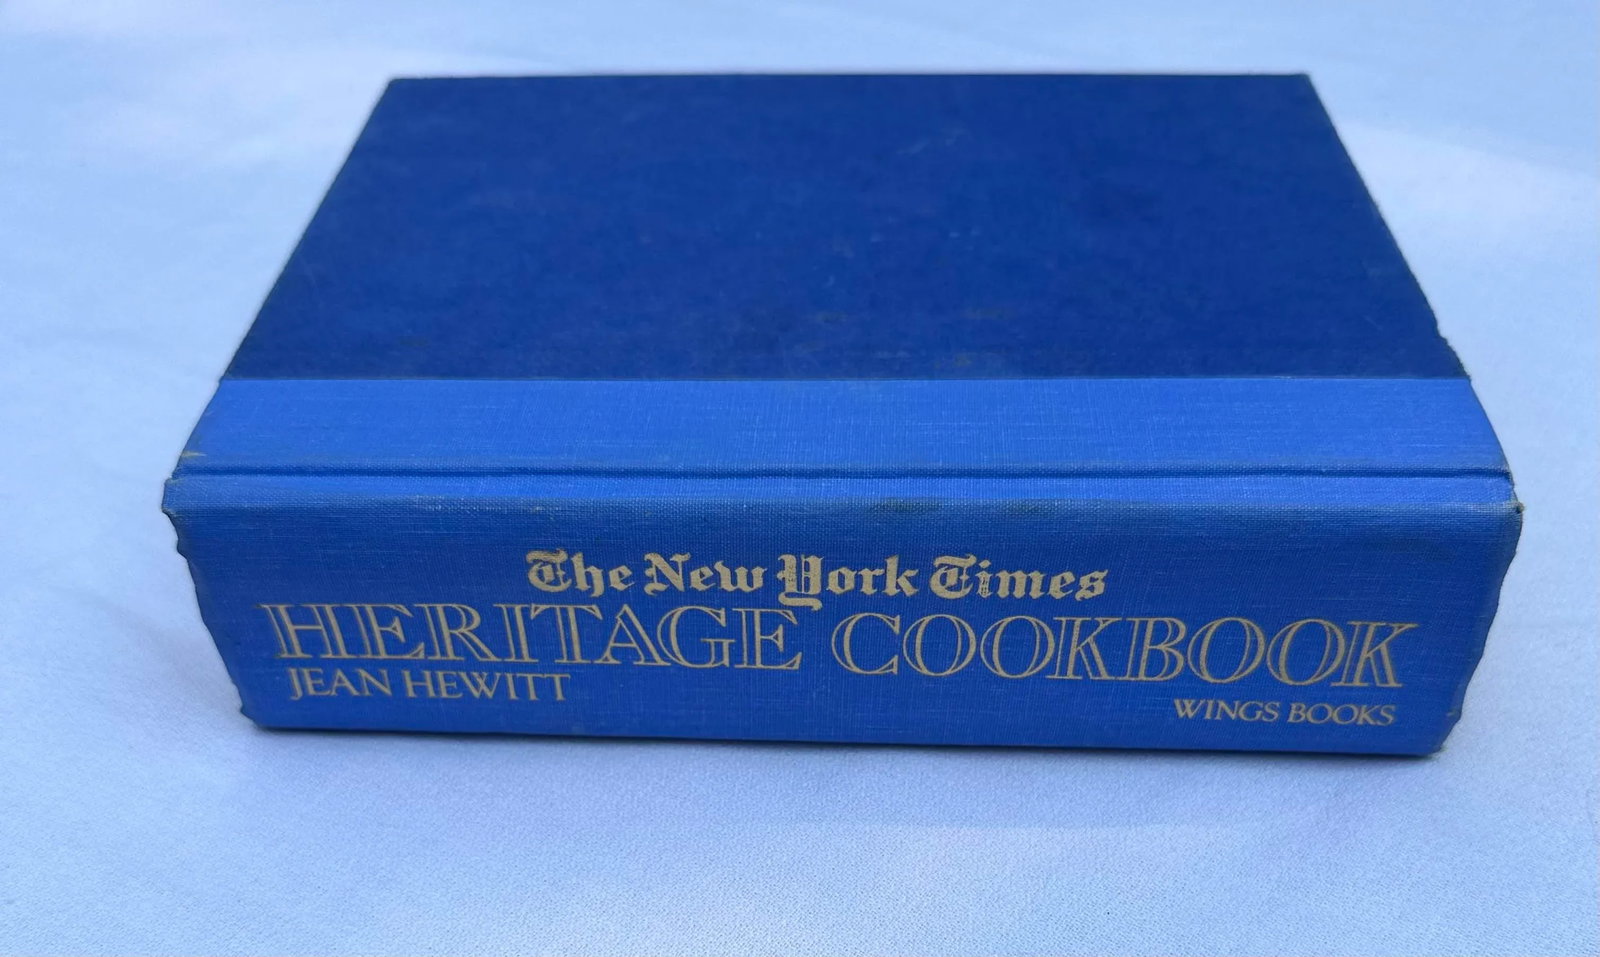 The New York Times
HERITAGE COOKBOOK
JEAN HEWITT
WINGS BOOKS